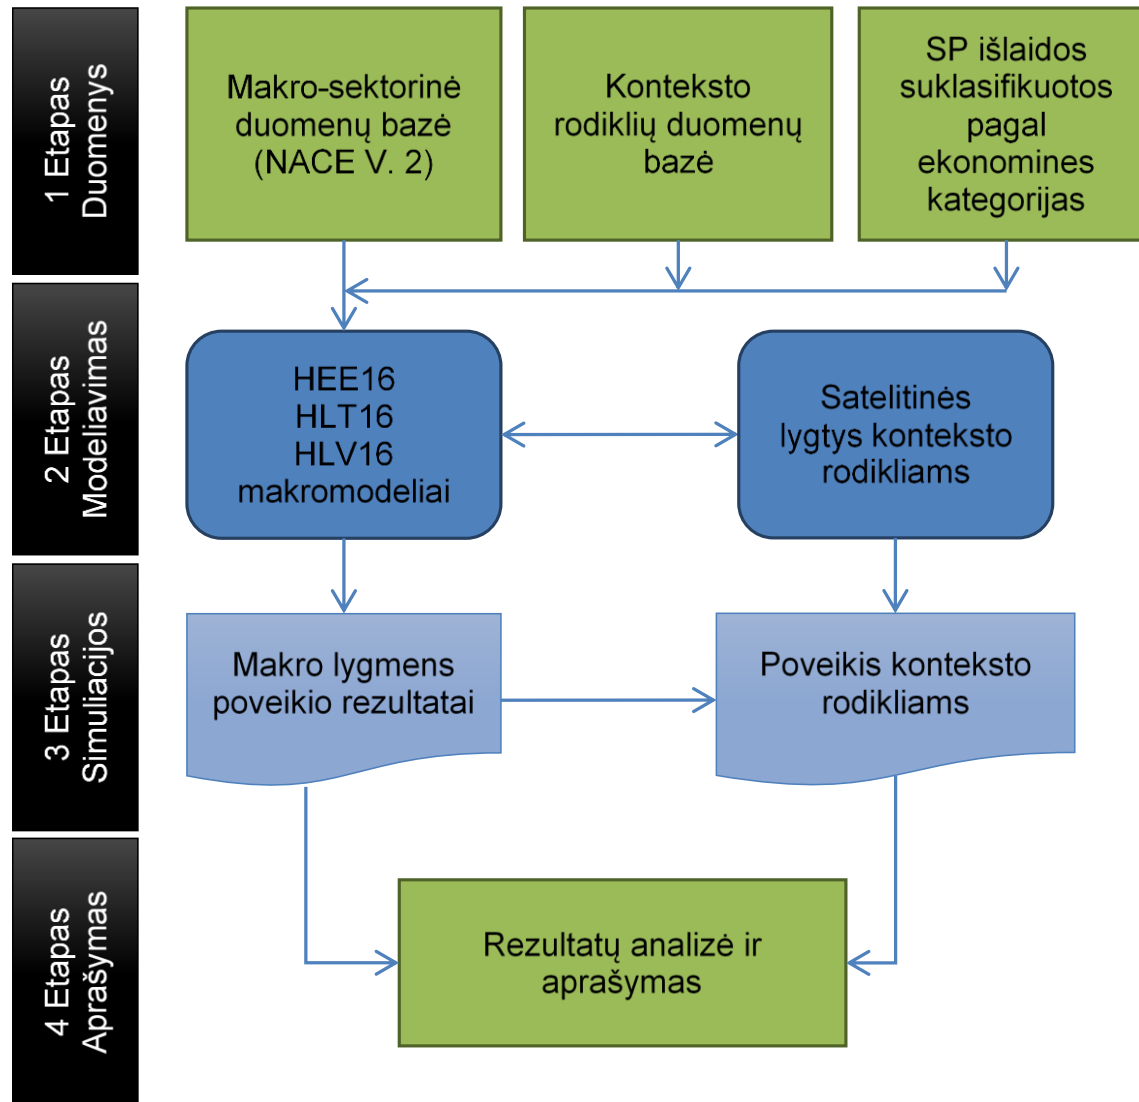 1 Etapas
Duomenys
Makro-sektorinė
duomenų bazė
(NACE V. 2)
Konteksto
rodiklių duomenų
bazė
SP išlaidos
suklasifikuotos
pagal
ekonomines
kategorijas
2 Etapas
Modeliavimas
HEE16
HLT16
HLV16
makromodeliai
Satelitinės
lygtys konteksto
rodikliams
3 Etapas
Simuliacijos
Makro lygmens
poveikio rezultatai
Poveikis konteksto
rodikliams
4 Etapas
Aprašymas
Rezultatų analizė ir
aprašymas